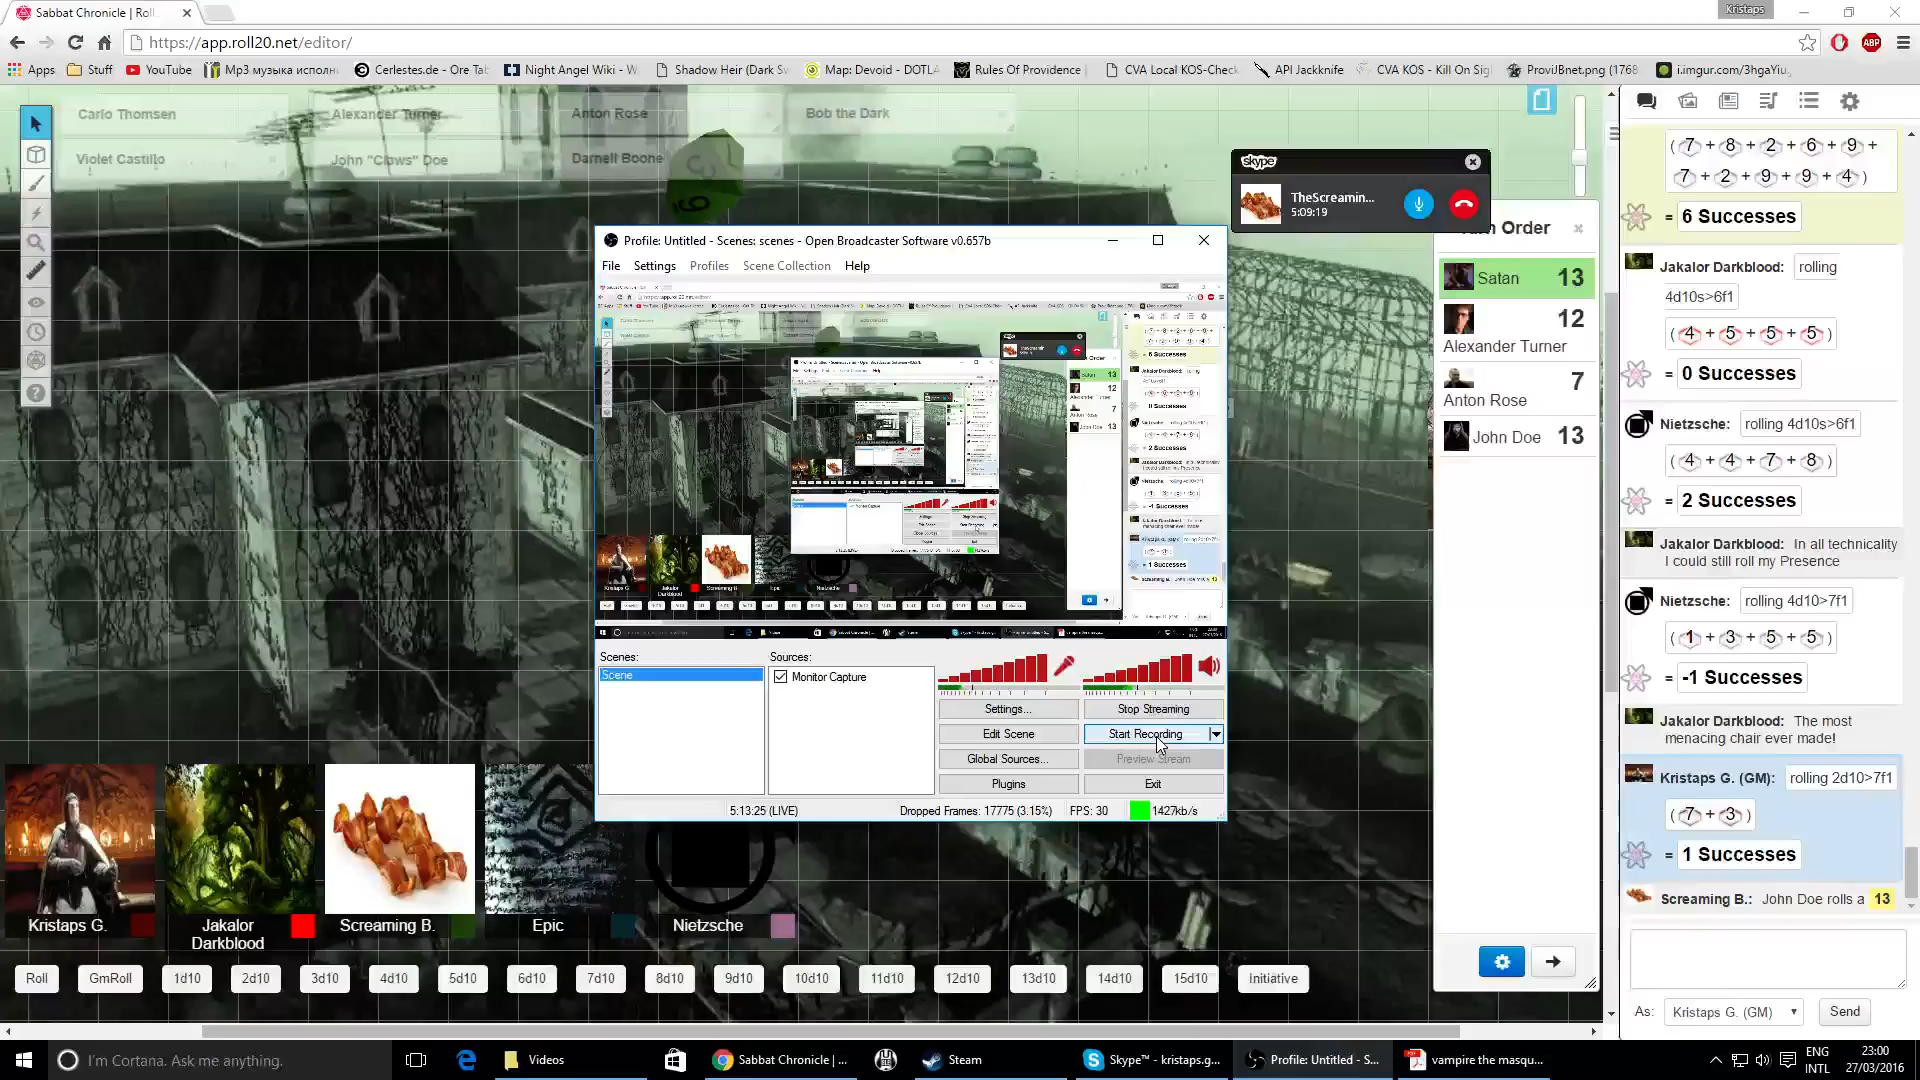 Sabbat Chronicle | Roll
Kristaps
https://app.roll20.net/editor/
Apps
Stuff
YouTube
Mp3 музыка исполни
Cerlestes.de - Ore Tab
Night Angel Wiki - W
Shadow Heir (Dark Sw
Map: Devoid - DOTLA
Rules Of Providence |
CVA Local KOS-Check
API Jackknife
CVA KOS - Kill On Sigh
ProviJBnet.png (1768
i.imgur.com/3hgaYiu.
Carlo Thomsen
Alexander Turner
Anton Rose
Bob the Dark
Violet Castillo
John "Claws" Doe
Darnell Boone
skype
TheScreamin...
5:09:19
Turn Order
Satan 13
12
Alexander Turner
7
Anton Rose
John Doe 13
(7 + 8 + 2 + 6 + 9 +
7 + 2 + 9 + 9 + 4)
= 6 Successes
Jakalor Darkblood: rolling
4d10s>6f1
(4 + 5 + 5 + 5)
= 0 Successes
Nietzsche: rolling 4d10s>6f1
(4 + 4 + 7 + 8)
= 2 Successes
Jakalor Darkblood: In all technicality
I could still roll my Presence
Nietzsche: rolling 4d10>7f1
(1 + 3 + 5 + 5)
= -1 Successes
Jakalor Darkblood: The most
menacing chair ever made!
Kristaps G. (GM): rolling 2d10>7f1
(7 + 3)
= 1 Successes
Screaming B.: John Doe rolls a 13
As: Kristaps G. (GM)
Send
Profile: Untitled - Scenes: scenes - Open Broadcaster Software v0.657b
File
Settings
Profiles
Scene Collection
Help
Scenes:
Scene
Sources:
Monitor Capture
Settings...
Stop Streaming
Edit Scene
Start Recording
Global Sources...
Preview Stream
Plugins
Exit
5:13:25 (LIVE)
Dropped Frames: 17775 (3.15%)
FPS: 30
1427kb/s
Kristaps G.
Jakalor
Darkblood
Screaming B.
Epic
Nietzsche
Roll
GmRoll
1d10
2d10
3d10
4d10
5d10
6d10
7d10
8d10
9d10
10d10
11d10
12d10
13d10
14d10
15d10
Initiative
I'm Cortana. Ask me anything.
Videos
Sabbat Chronicle | ...
Steam
Skype™ - kristaps.g...
Profile: Untitled - S...
vampire the masqu...
ENG
INTL
23:00
27/03/2016